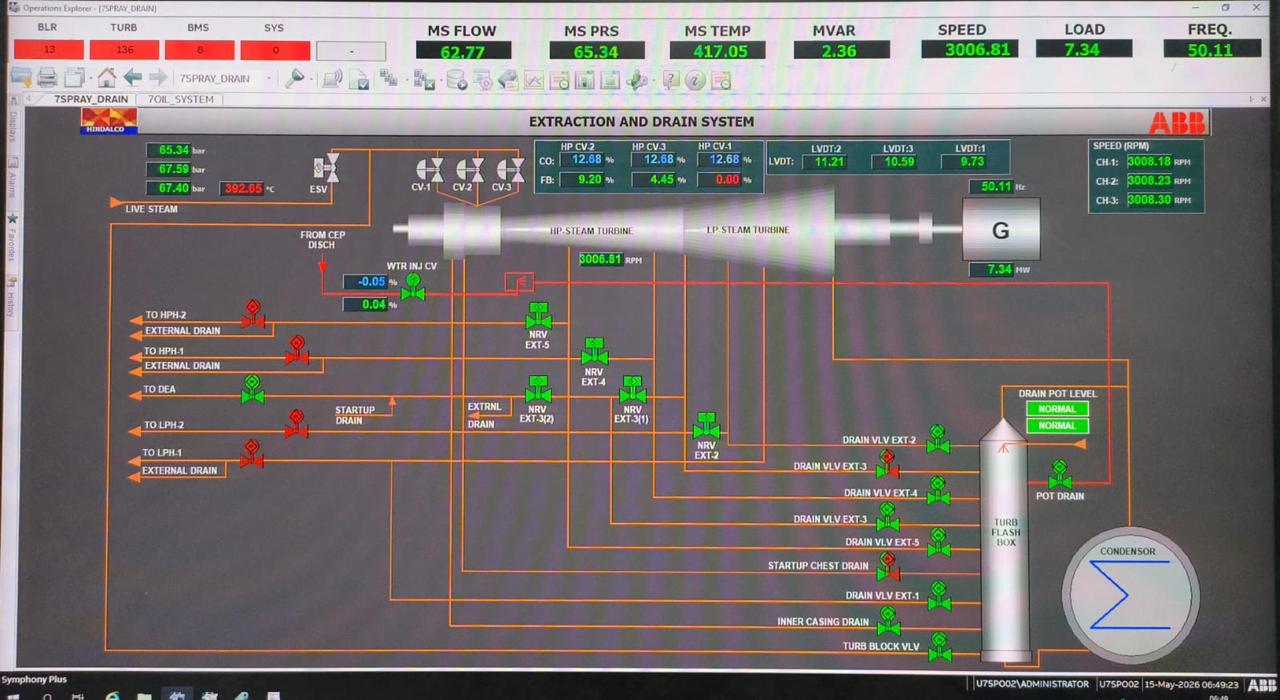 Operations Explorer - [7SPRAY_DRAIN]
BLR TURB BMS SYS
13 136 8 0 -
MS FLOW MS PRS MS TEMP MVAR SPEED LOAD FREQ.
62.77 65.34 417.05 2.36 3006.81 7.34 50.11
7SPRAY_DRAIN
7SPRAY_DRAIN 7OIL_SYSTEM
Displays
Alarms
Favorites
History
HINDALCO
EXTRACTION AND DRAIN SYSTEM
ABB
65.34 bar
67.59 bar
67.40 bar 392.65 °C
LIVE STEAM
ESV
CV-1 CV-2 CV-3
HP CV-2 HP CV-3 HP CV-1
CO: 12.68 % 12.68 % 12.68 %
FB: 9.20 % 4.45 % 0.00 %
LVDT:2 LVDT:3 LVDT:1
LVDT: 11.21 10.59 9.73
SPEED (RPM)
CH-1: 3008.18 RPM
CH-2: 3008.23 RPM
CH-3: 3008.30 RPM
50.11 Hz
HP-STEAM TURBINE
LP-STEAM TURBINE
G
3006.81 RPM
7.34 MW
FROM CEP
DISCH
WTR INJ CV
-0.05 %
0.04 %
TO HPH-2
EXTERNAL DRAIN
NRV
EXT-5
TO HPH-1
EXTERNAL DRAIN
NRV
EXT-4
TO DEA
STARTUP
DRAIN
EXTRNL
DRAIN
NRV
EXT-3(2)
NRV
EXT-3(1)
TO LPH-2
NRV
EXT-2
TO LPH-1
EXTERNAL DRAIN
DRAIN POT LEVEL
NORMAL
NORMAL
DRAIN VLV EXT-2
DRAIN VLV EXT-3
DRAIN VLV EXT-4
DRAIN VLV EXT-3
DRAIN VLV EXT-5
STARTUP CHEST DRAIN
DRAIN VLV EXT-1
INNER CASING DRAIN
TURB BLOCK VLV
POT DRAIN
TURB
FLASH
BOX
CONDENSOR
Symphony Plus
U7SPO02\ADMINISTRATOR U7SPO02 15-May-2026 06:49:23 ABB
06:49